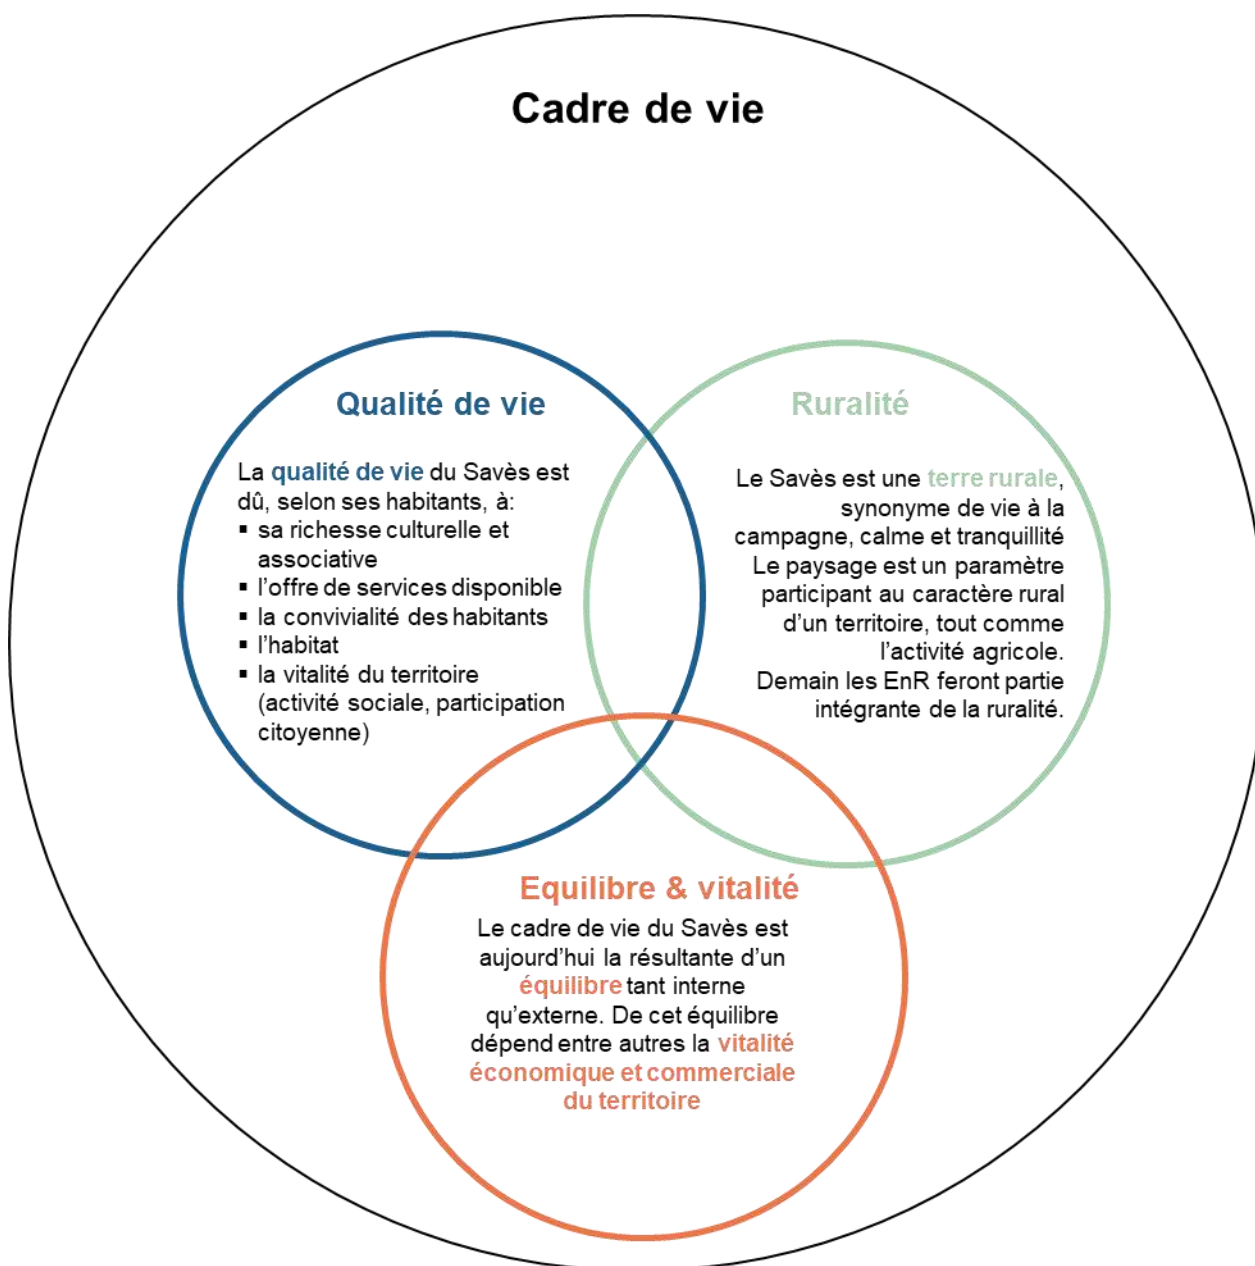 Cadre de vie
Qualité de vie
La qualité de vie du Savès est
dû, selon ses habitants, à:
▪ sa richesse culturelle et
associative
▪ l’offre de services disponible
▪ la convivialité des habitants
▪ l’habitat
▪ la vitalité du territoire
(activité sociale, participation
citoyenne)
Ruralité
Le Savès est une terre rurale,
synonyme de vie à la
campagne, calme et tranquillité
Le paysage est un paramètre
participant au caractère rural
d’un territoire, tout comme
l’activité agricole.
Demain les EnR feront partie
intégrante de la ruralité.
Equilibre & vitalité
Le cadre de vie du Savès est
aujourd’hui la résultante d’un
équilibre tant interne
qu’externe. De cet équilibre
dépend entre autres la vitalité
économique et commerciale
du territoire